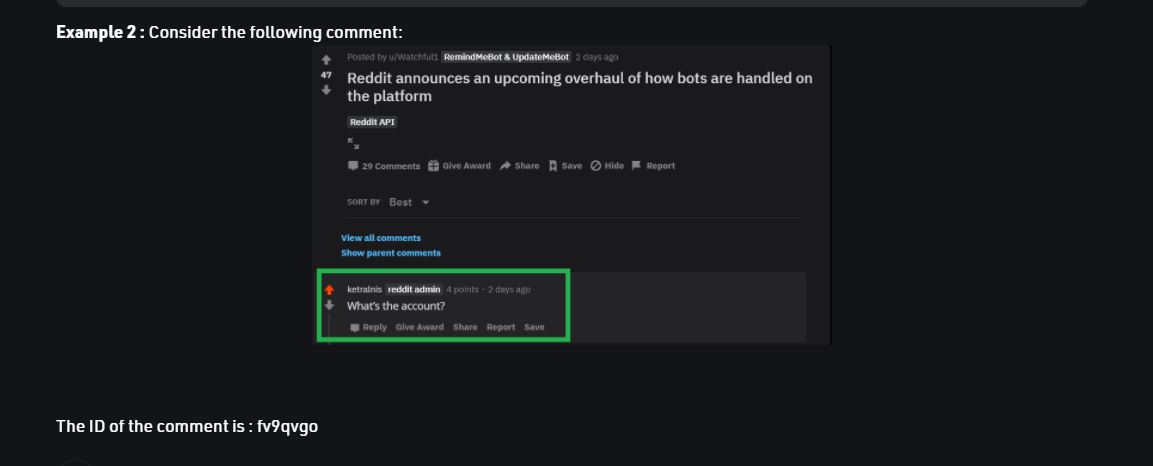 Example 2 : Consider the following comment:
Posted by u/Watchful1 RemindMeBot & UpdateMeBot 2 days ago
47
Reddit announces an upcoming overhaul of how bots are handled on
the platform
Reddit API
29 Comments Give Award Share Save Hide Report
SORT BY Best
View all comments
Show parent comments
ketralnis reddit admin 4 points · 2 days ago
What's the account?
Reply Give Award Share Report Save
The ID of the comment is : fv9qvgo